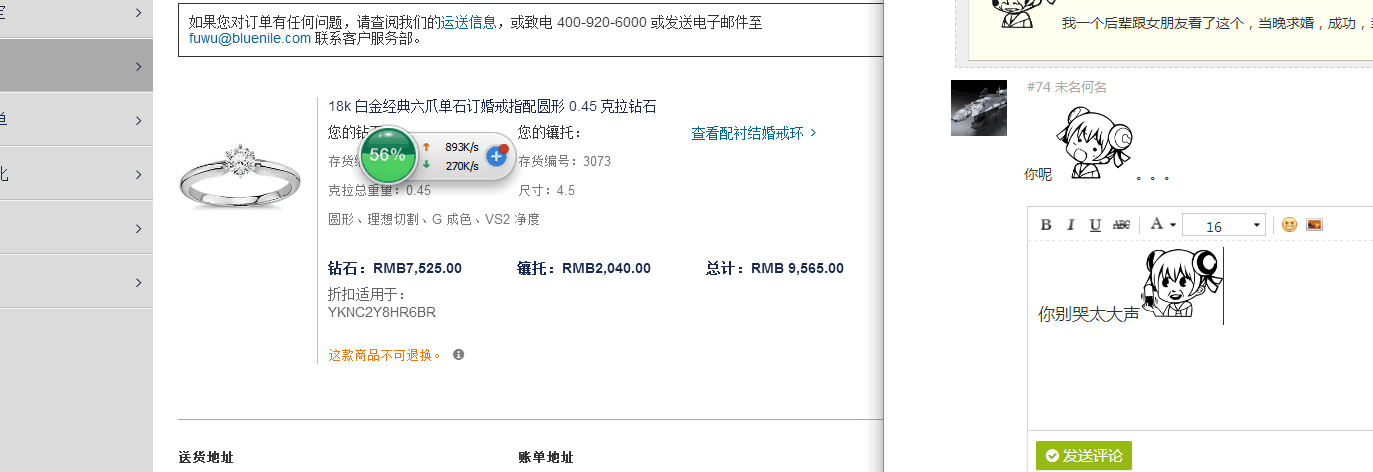 如果您对订单有任何问题，请查阅我们的运送信息，或致电 400-920-6000 或发送电子邮件至
fuwu@bluenile.com 联系客户服务部。
18k 白金经典六爪单石订婚戒指配圆形 0.45 克拉钻石
您的钻石
您的镶托：
查看配衬结婚戒环
56%
893K/s
270K/s
存货
存货编号：3073
克拉总重量：0.45
尺寸：4.5
圆形、理想切割、G 成色、VS2 净度
钻石：RMB7,525.00
镶托：RMB2,040.00
总计：RMB 9,565.00
折扣适用于：
YKNC2Y8HR6BR
这款商品不可退换。
送货地址
账单地址
单
我一个后辈跟女朋友看了这个，当晚求婚，成功，
#74 未名何名
你呢 。。。
B I U ABC A 16
你别哭太大声
发送评论